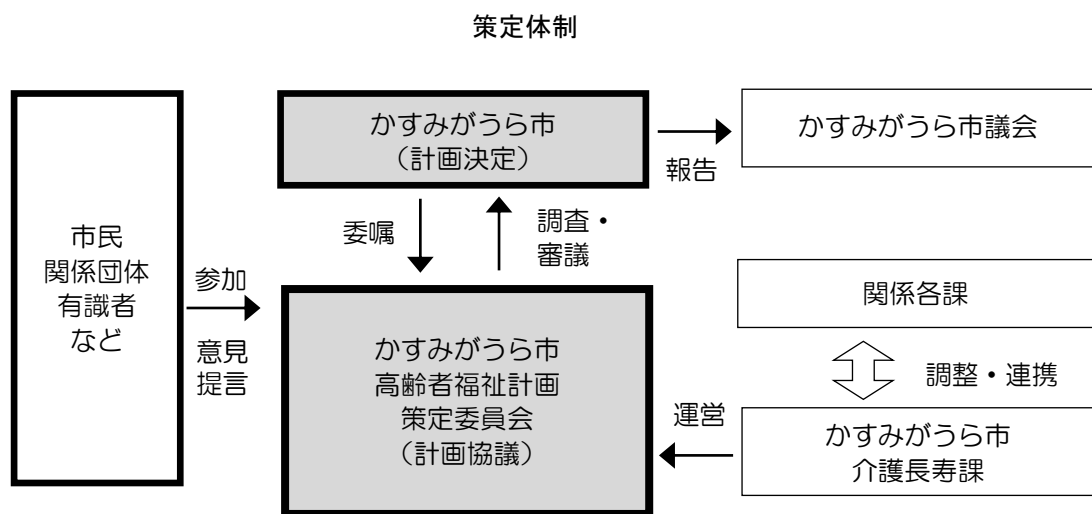 策定体制
かすみがうら市
（計画決定）
報告
かすみがうら市議会
委嘱
調査・
審議
市民
関係団体
有識者
など
参加
意見
提言
かすみがうら市
高齢者福祉計画
策定委員会
（計画協議）
関係各課
調整・連携
運営
かすみがうら市
介護長寿課